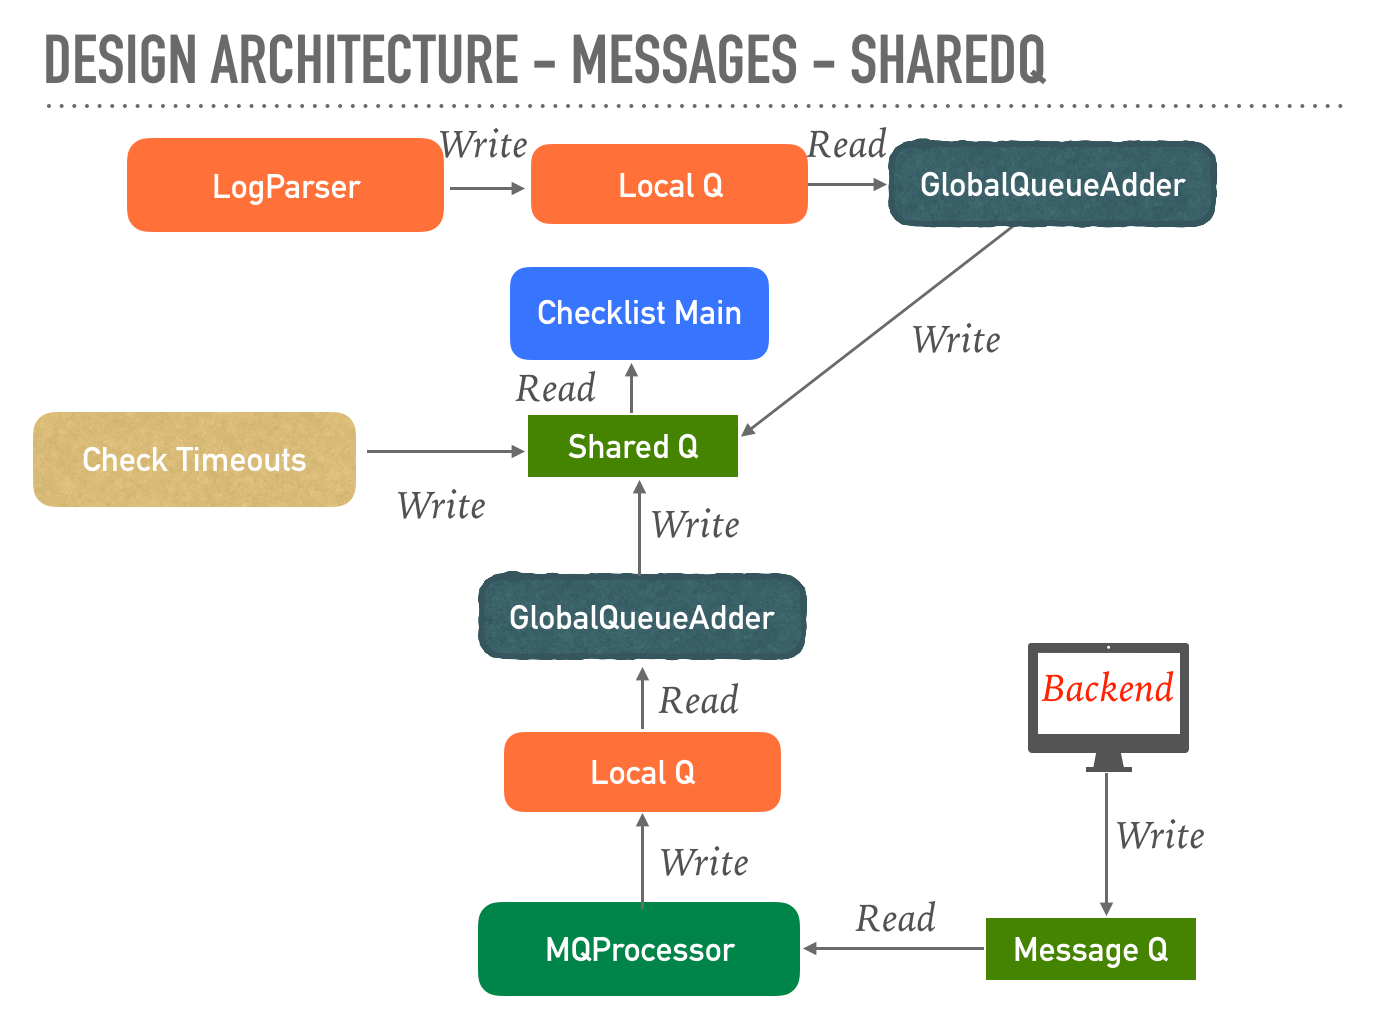 DESIGN ARCHITECTURE - MESSAGES - SHAREDQ
LogParser
Write
Local Q
Read
GlobalQueueAdder
Checklist Main
Write
Read
Check Timeouts
Shared Q
Write
Write
GlobalQueueAdder
Backend
Read
Local Q
Write
Write
MQProcessor
Read
Message Q